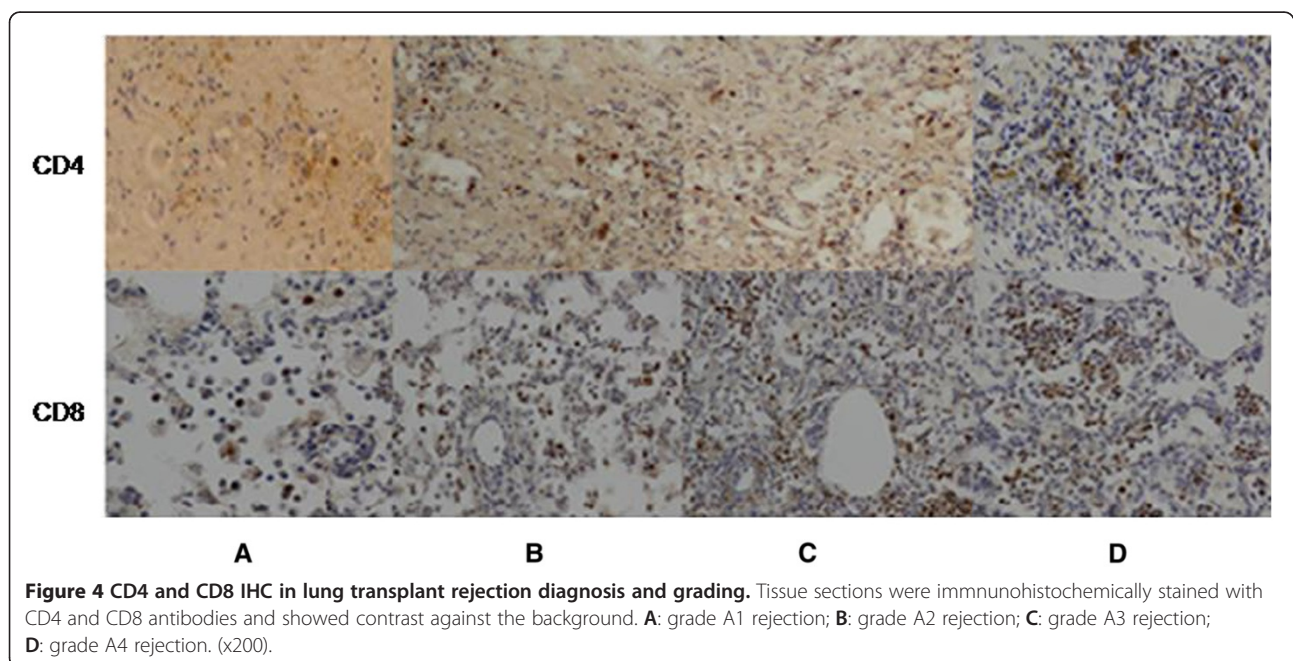 CD4
CD8
A B C D
Figure 4 CD4 and CD8 IHC in lung transplant rejection diagnosis and grading. Tissue sections were immnunohistochemically stained with
CD4 and CD8 antibodies and showed contrast against the background. A: grade A1 rejection; B: grade A2 rejection; C: grade A3 rejection;
D: grade A4 rejection. (x200).